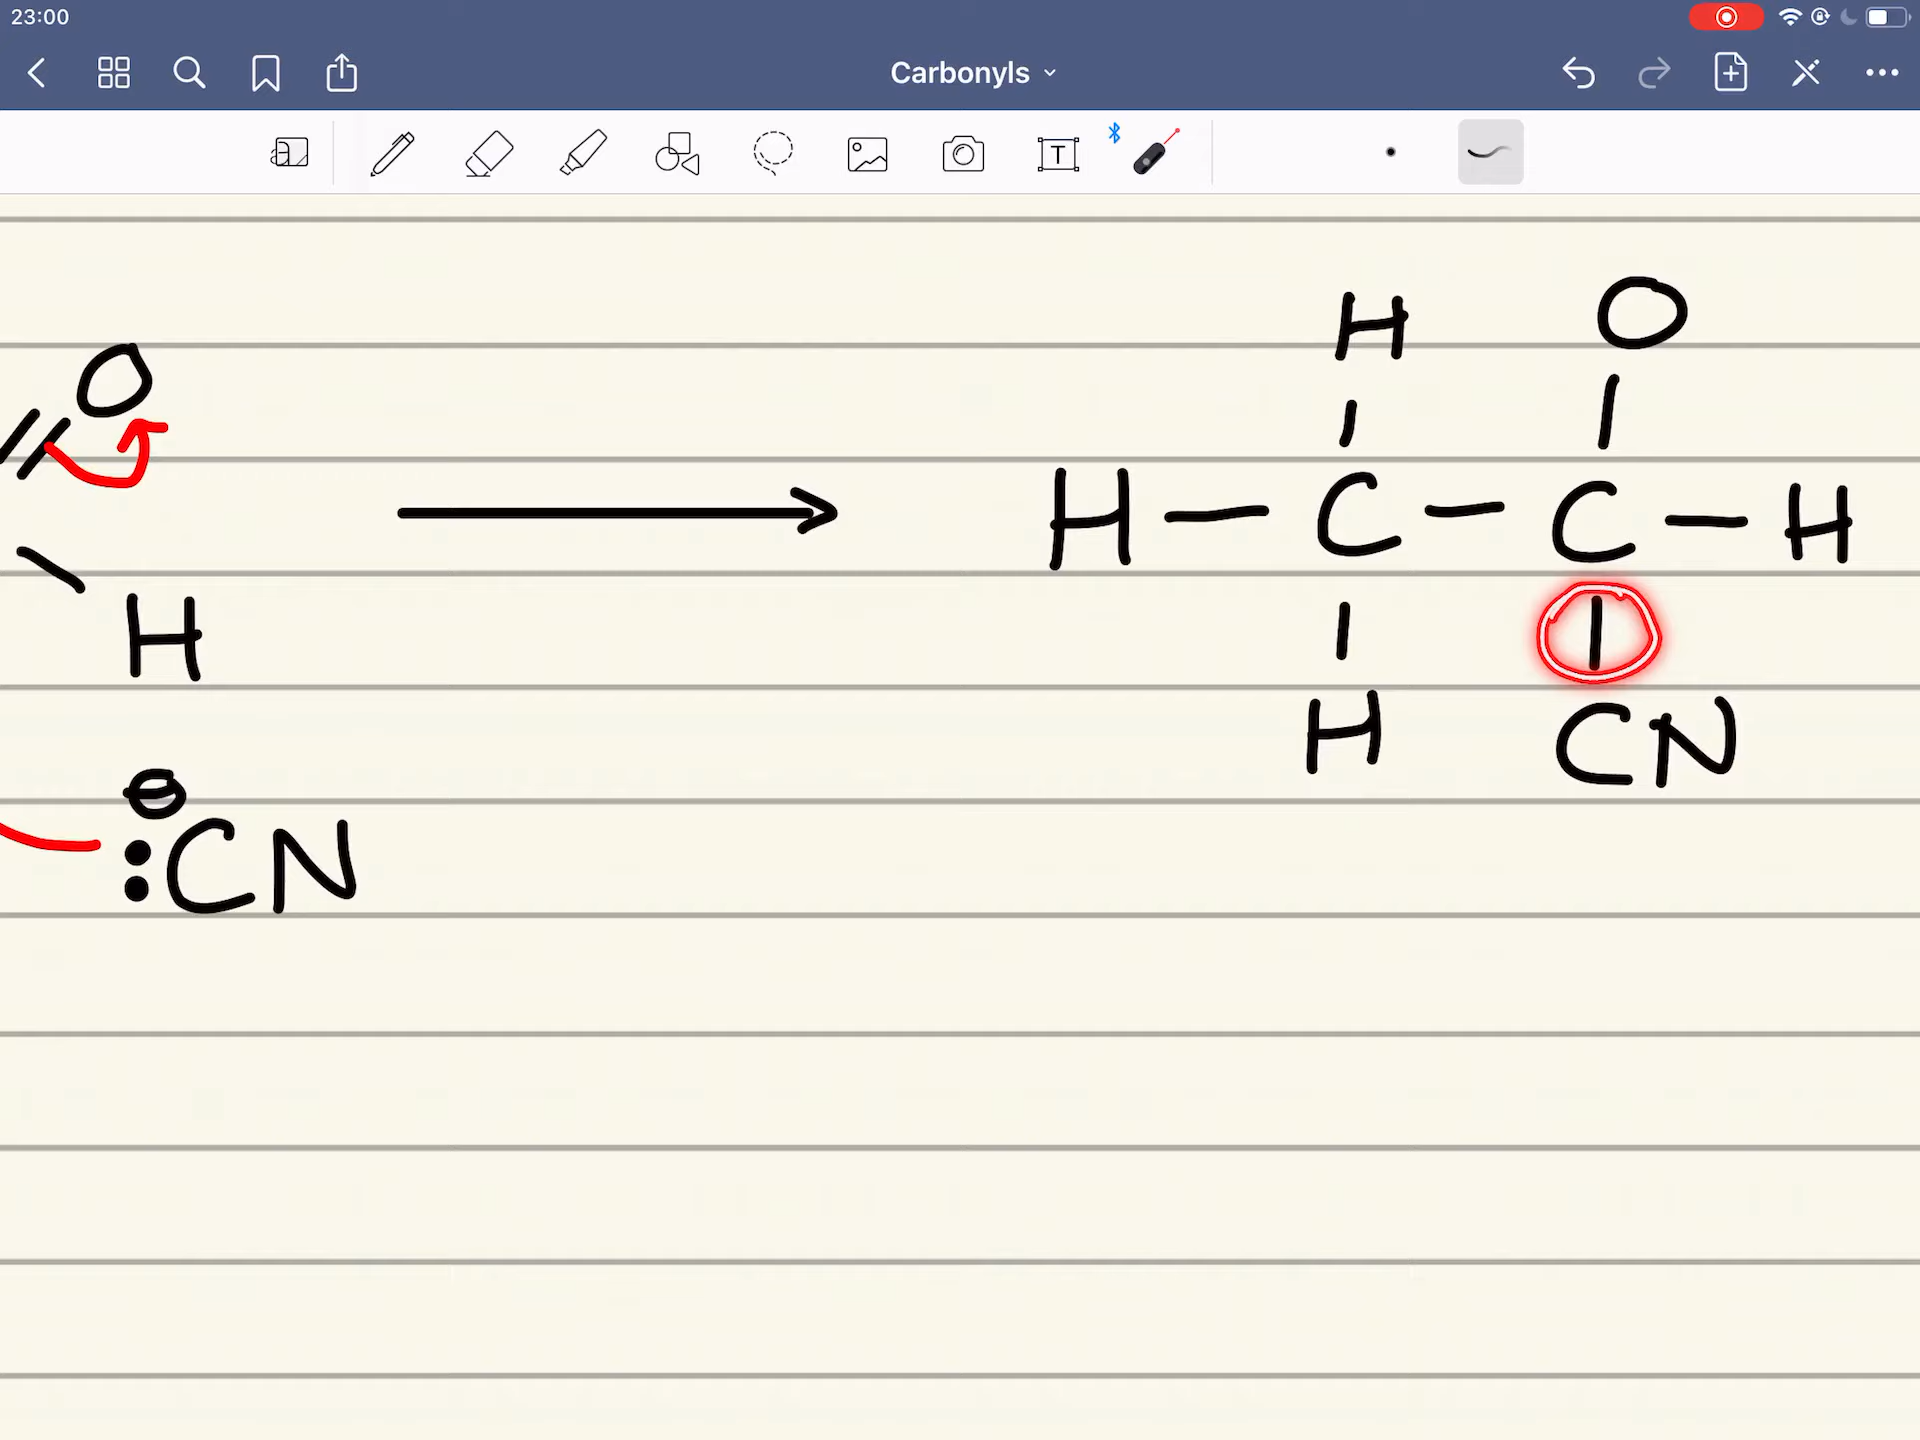 23:00
Carbonyls
T
H O
O
H — C — C — H
H
H CN
:CN